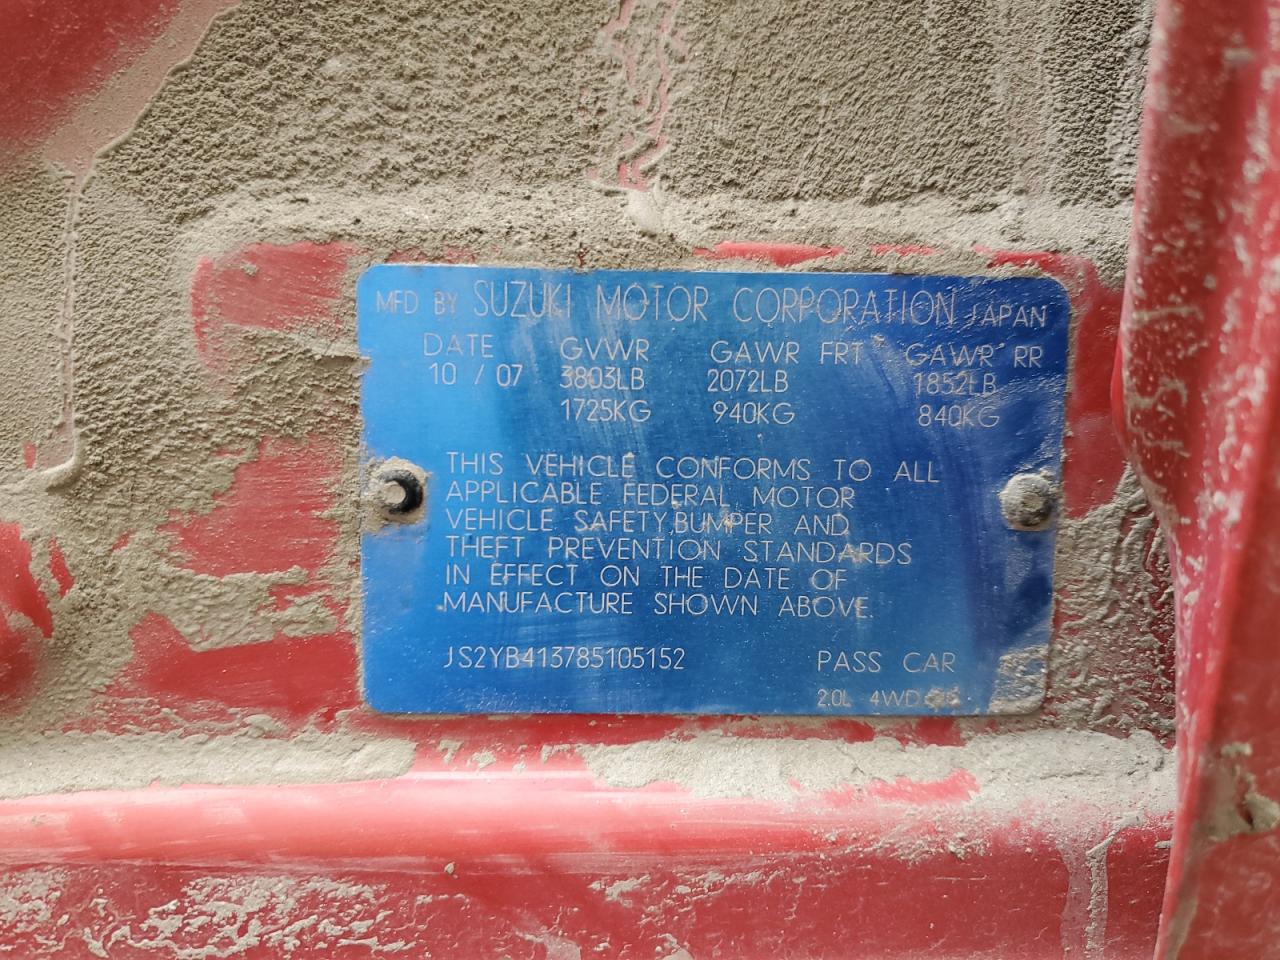 MFD BY SUZUKI MOTOR CORPORATION JAPAN
DATE GVWR GAWR FRT GAWR RR
10 / 07 3803LB 2072LB 1852LB
1725KG 940KG 840KG
THIS VEHICLE CONFORMS TO ALL
APPLICABLE FEDERAL MOTOR
VEHICLE SAFETY,BUMPER AND
THEFT PREVENTION STANDARDS
IN EFFECT ON THE DATE OF
MANUFACTURE SHOWN ABOVE.
JS2YB413785105152 PASS CAR
2.0L 4WD